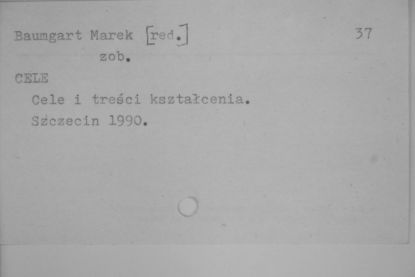 Baumgart Marek [red.] 37
zob.
CELE
Cele i treści kształcenia.
Szczecin 1990.